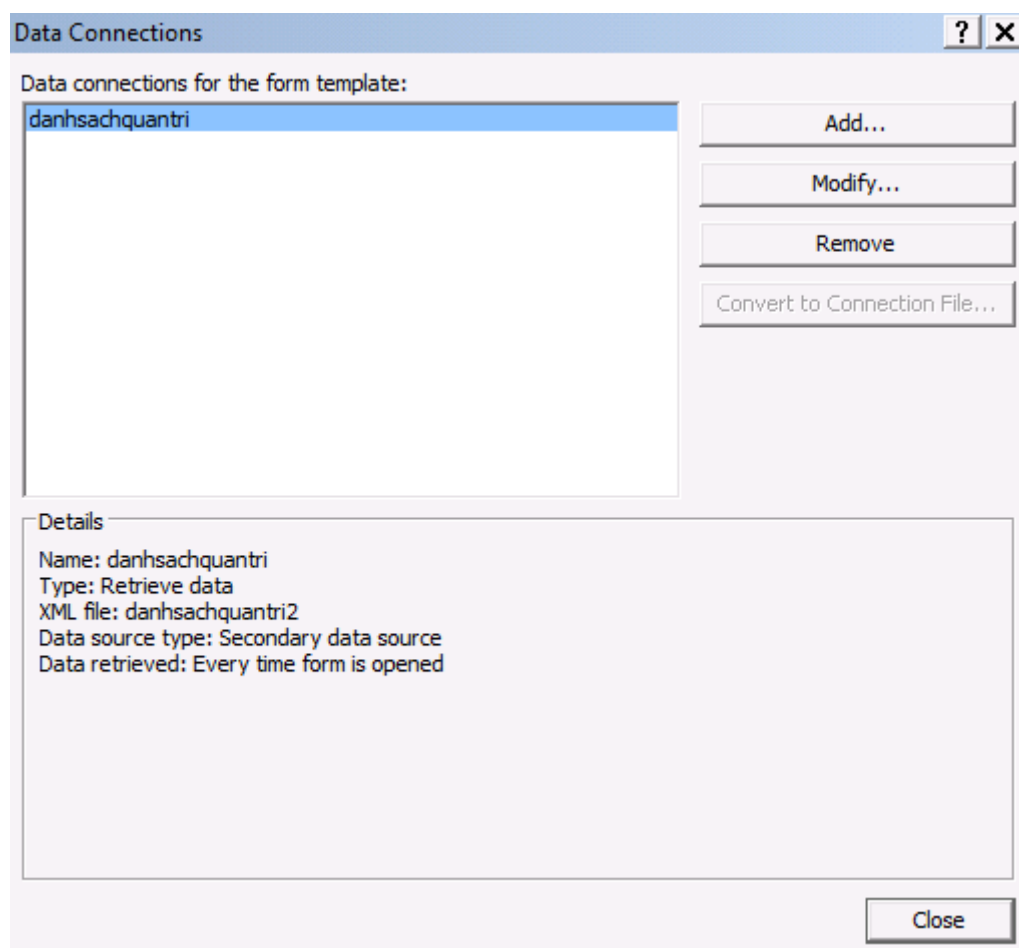 Data Connections
Data connections for the form template:
danhsachquantri
Add...
Modify...
Remove
Convert to Connection File...
Details
Name: danhsachquantri
Type: Retrieve data
XML file: danhsachquantri2
Data source type: Secondary data source
Data retrieved: Every time form is opened
Close